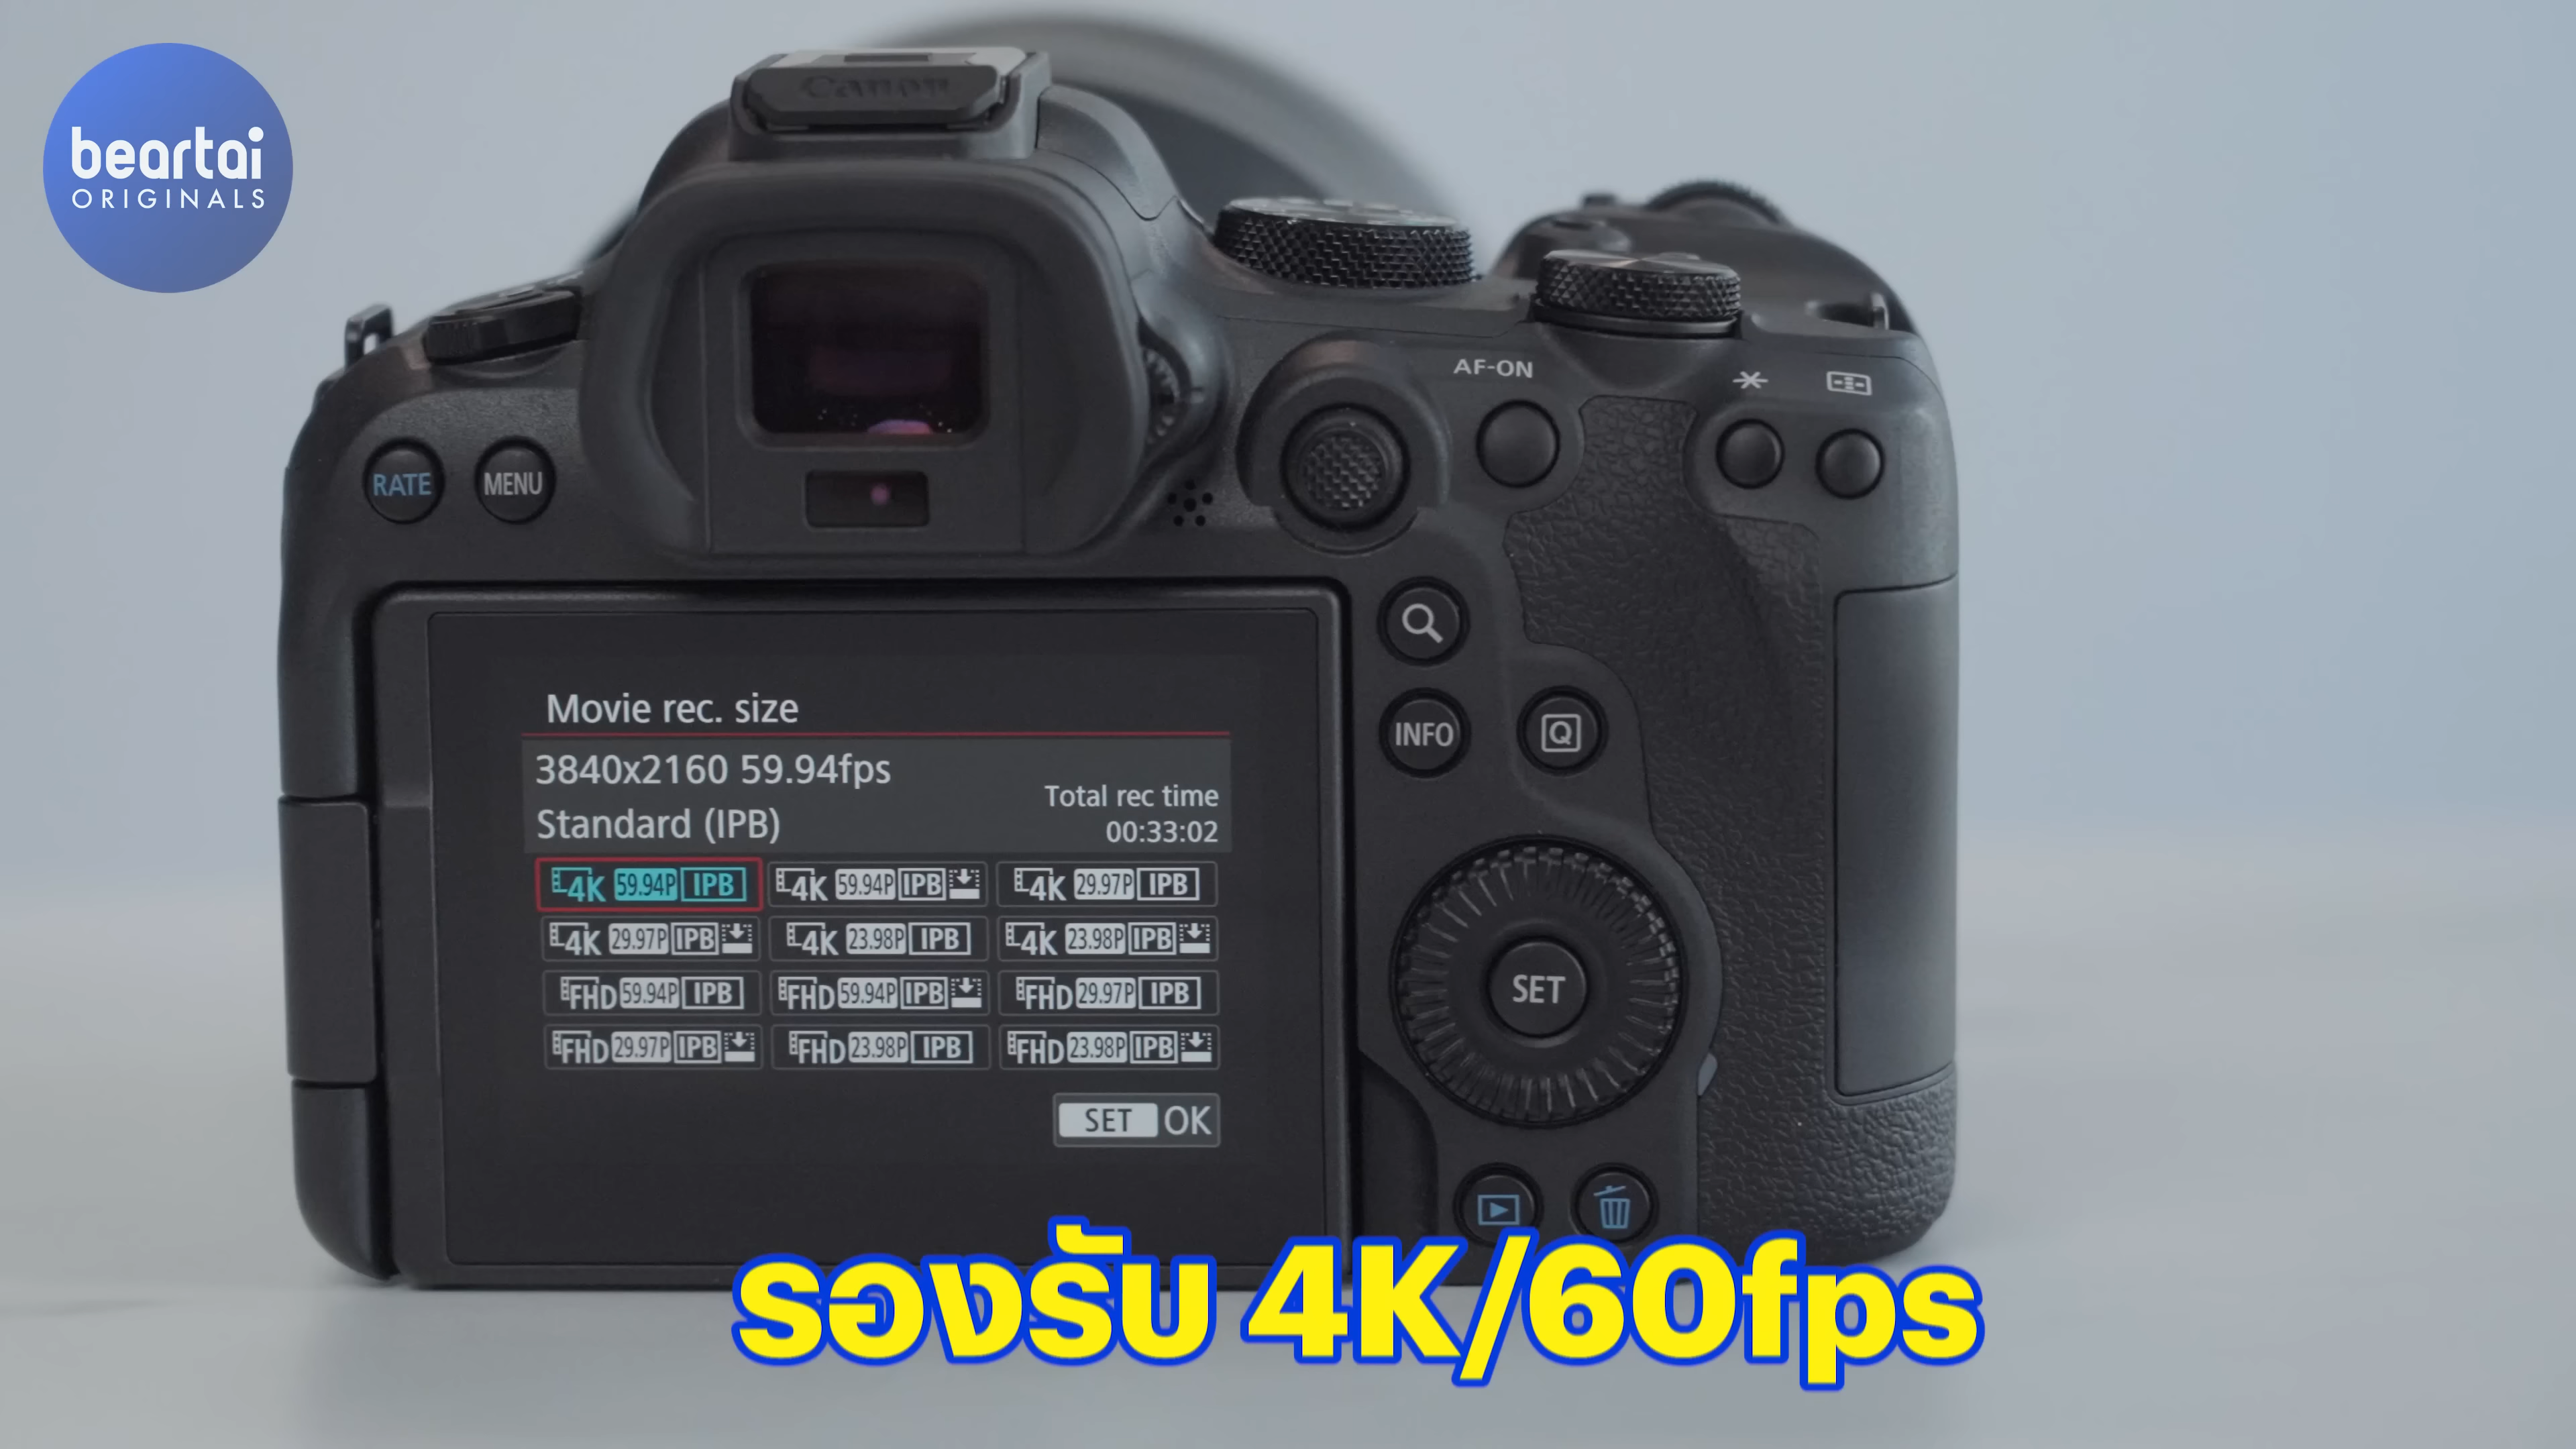 beartai
ORIGINALS
Canon
AF-ON
RATE
MENU
INFO
Q
Movie rec. size
3840x2160 59.94fps
Standard (IPB)
Total rec time
00:33:02
4K 59.94P IPB
4K 59.94P IPB
4K 29.97P IPB
4K 29.97P IPB
4K 23.98P IPB
4K 23.98P IPB
FHD 59.94P IPB
FHD 59.94P IPB
FHD 29.97P IPB
FHD 29.97P IPB
FHD 23.98P IPB
FHD 23.98P IPB
SET OK
SET
รองรับ 4K/60fps